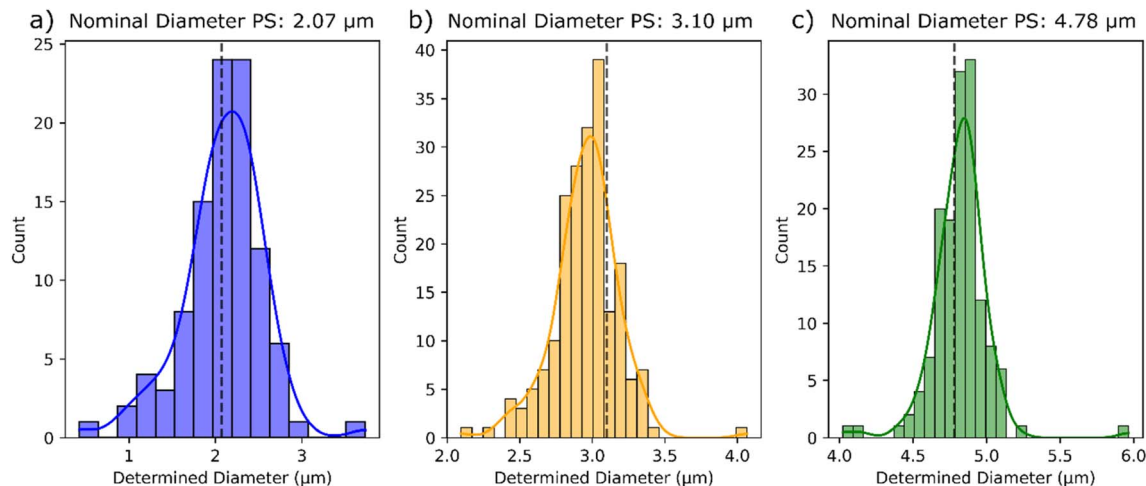 a) Nominal Diameter PS: 2.07 µm
25
20
15
10
5
0
Count
1 2 3
Determined Diameter (µm)
b) Nominal Diameter PS: 3.10 µm
40
35
30
25
20
15
10
5
0
Count
2.0 2.5 3.0 3.5 4.0
Determined Diameter (µm)
c) Nominal Diameter PS: 4.78 µm
30
25
20
15
10
5
0
Count
4.0 4.5 5.0 5.5 6.0
Determined Diameter (µm)